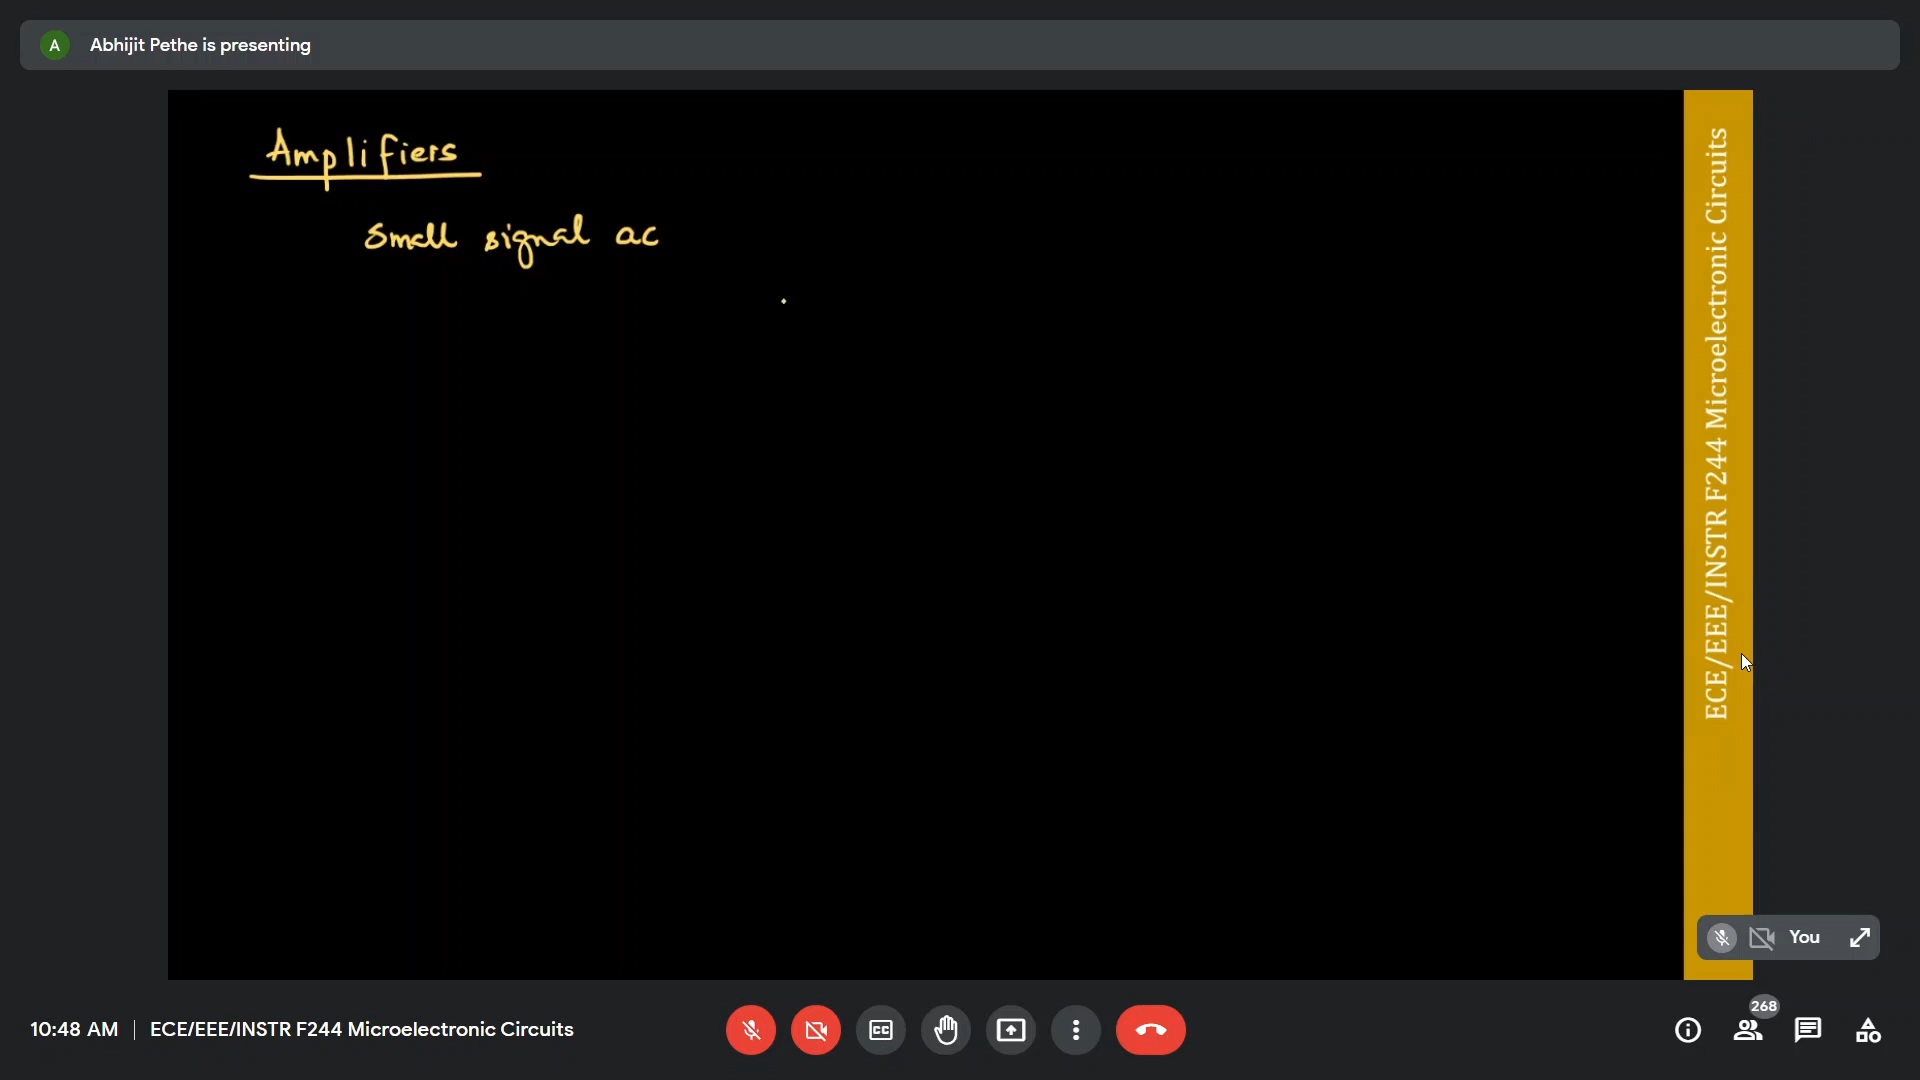 A Abhijit Pethe is presenting
Amplifiers
Small signal ac
ECE/EEE/INSTR F244 Microelectronic Circuits
You
10:48 AM | ECE/EEE/INSTR F244 Microelectronic Circuits
CC
268